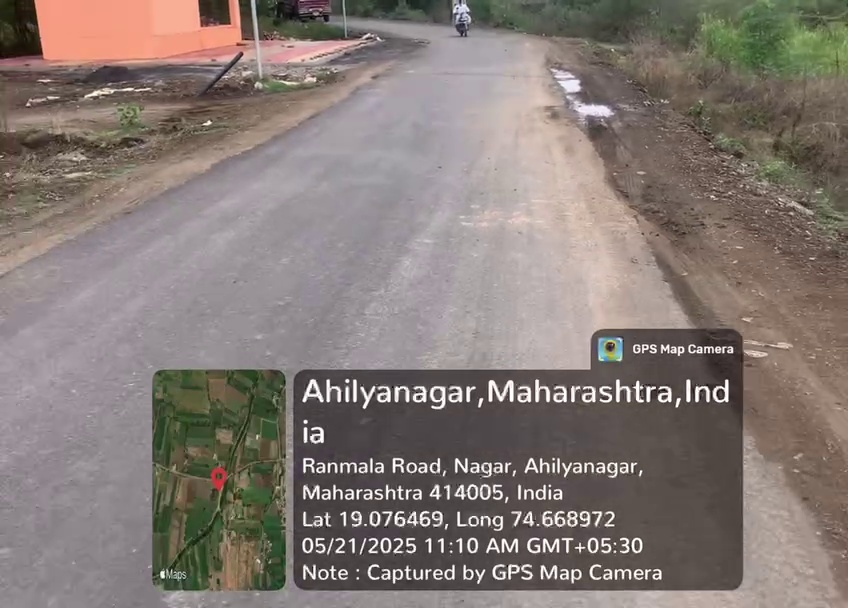 GPS Map Camera
Ahilyanagar,Maharashtra,Ind
ia
Ranmala Road, Nagar, Ahilyanagar,
Maharashtra 414005, India
Lat 19.076469, Long 74.668972
05/21/2025 11:10 AM GMT+05:30
Note : Captured by GPS Map Camera
Maps